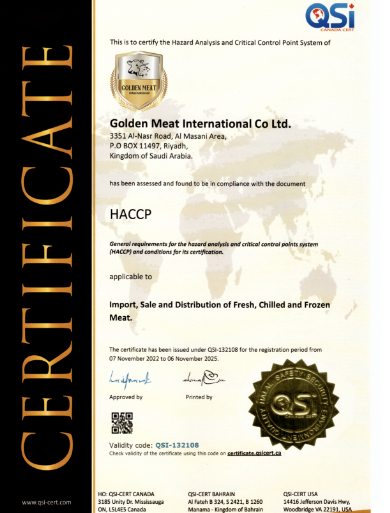 QSi
CANADA-CERT
This is to certify the Hazard Analysis and Critical Control Point System of
GOLDEN MEAT
Golden Meat International Co Ltd.
3351 Al-Nasr Road, Al Masani Area,
P.O BOX 11497, Riyadh,
Kingdom of Saudi Arabia.
has been assessed and found to be in compliance with the document
HACCP
General requirements for the hazard analysis and critical control points system
(HACCP) and conditions for its certification.
applicable to
Import, Sale and Distribution of Fresh, Chilled and Frozen
Meat.
The certificate has been issued under QSI-132108 for the registration period from
07 November 2022 to 06 November 2025.
Approved by
Printed by
QSI
Validity code: QSI-132108
Check validity of the certificate using this code on certificate.qsicert.ca
CERTIFICATE
www.qsi-cert.com
HO: QSI-CERT CANADA
3185 Unity Dr. Mississauga
ON, L5L4E5 Canada
QSI-CERT BAHRAIN
Al Fateh B 324, S 2421, B 1260
Manama - Kingdom of Bahrain
QSI-CERT USA
14416 Jefferson Davis Hwy,
Woodbridge VA 22191, USA